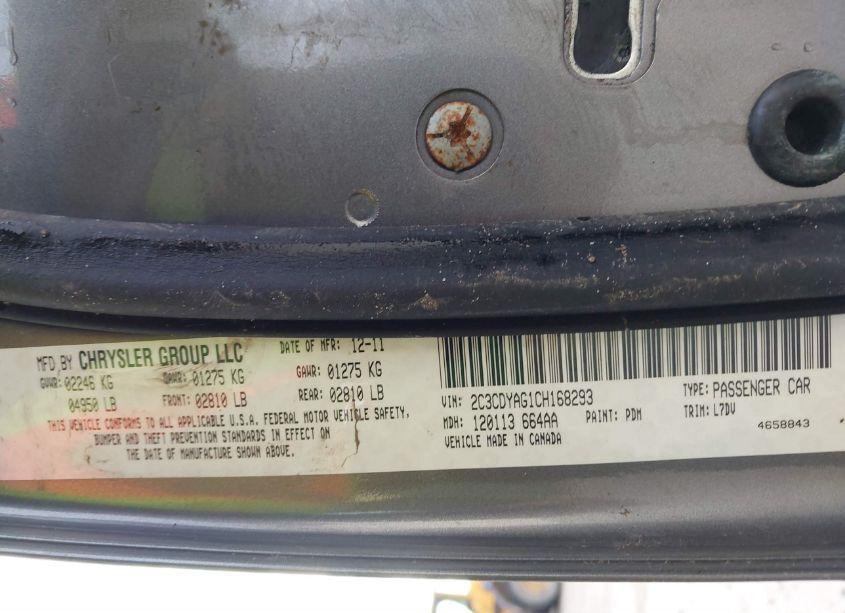 MFD BY CHRYSLER GROUP LLC DATE OF MFR: 12-11
GVWR: 02246 KG GAWR: 01275 KG GAWR: 01275 KG
04950 LB FRONT: 02810 LB REAR: 02810 LB
THIS VEHICLE CONFORMS TO ALL APPLICABLE U.S.A. FEDERAL MOTOR VEHICLE SAFETY,
BUMPER AND THEFT PREVENTION STANDARDS IN EFFECT ON
THE DATE OF MANUFACTURE SHOWN ABOVE.
VIN: 2C3CDYAG1CH168293 TYPE: PASSENGER CAR
MDH: 120113 664AA PAINT: PDM TRIM: L7DV
VEHICLE MADE IN CANADA 4658843